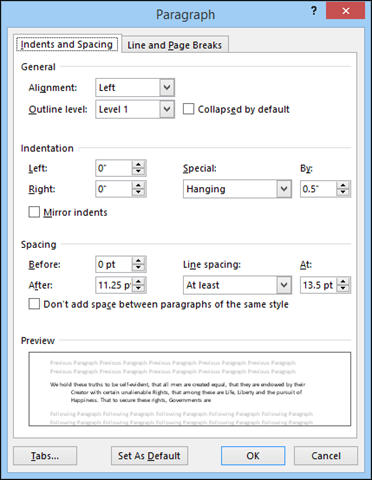 Paragraph
?
Indents and Spacing
Line and Page Breaks
General
Alignment: Left
Outline level: Level 1 Collapsed by default
Indentation
Left: 0" Special: By:
Right: 0" Hanging 0.5"
Mirror indents
Spacing
Before: 0 pt Line spacing: At:
After: 11.25 pt At least 13.5 pt
Don't add space between paragraphs of the same style
Preview
Previous Paragraph Previous Paragraph Previous Paragraph Previous Paragraph Previous Paragraph
Previous Paragraph Previous Paragraph Previous Paragraph Previous Paragraph Previous Paragraph
We hold these truths to be self-evident, that all men are created equal, that they are endowed by their
Creator with certain unalienable Rights, that among these are Life, Liberty and the pursuit of
Happiness. That to secure these rights, Governments are
Following Paragraph Following Paragraph Following Paragraph Following Paragraph
Following Paragraph Following Paragraph Following Paragraph Following Paragraph
Tabs... Set As Default OK Cancel